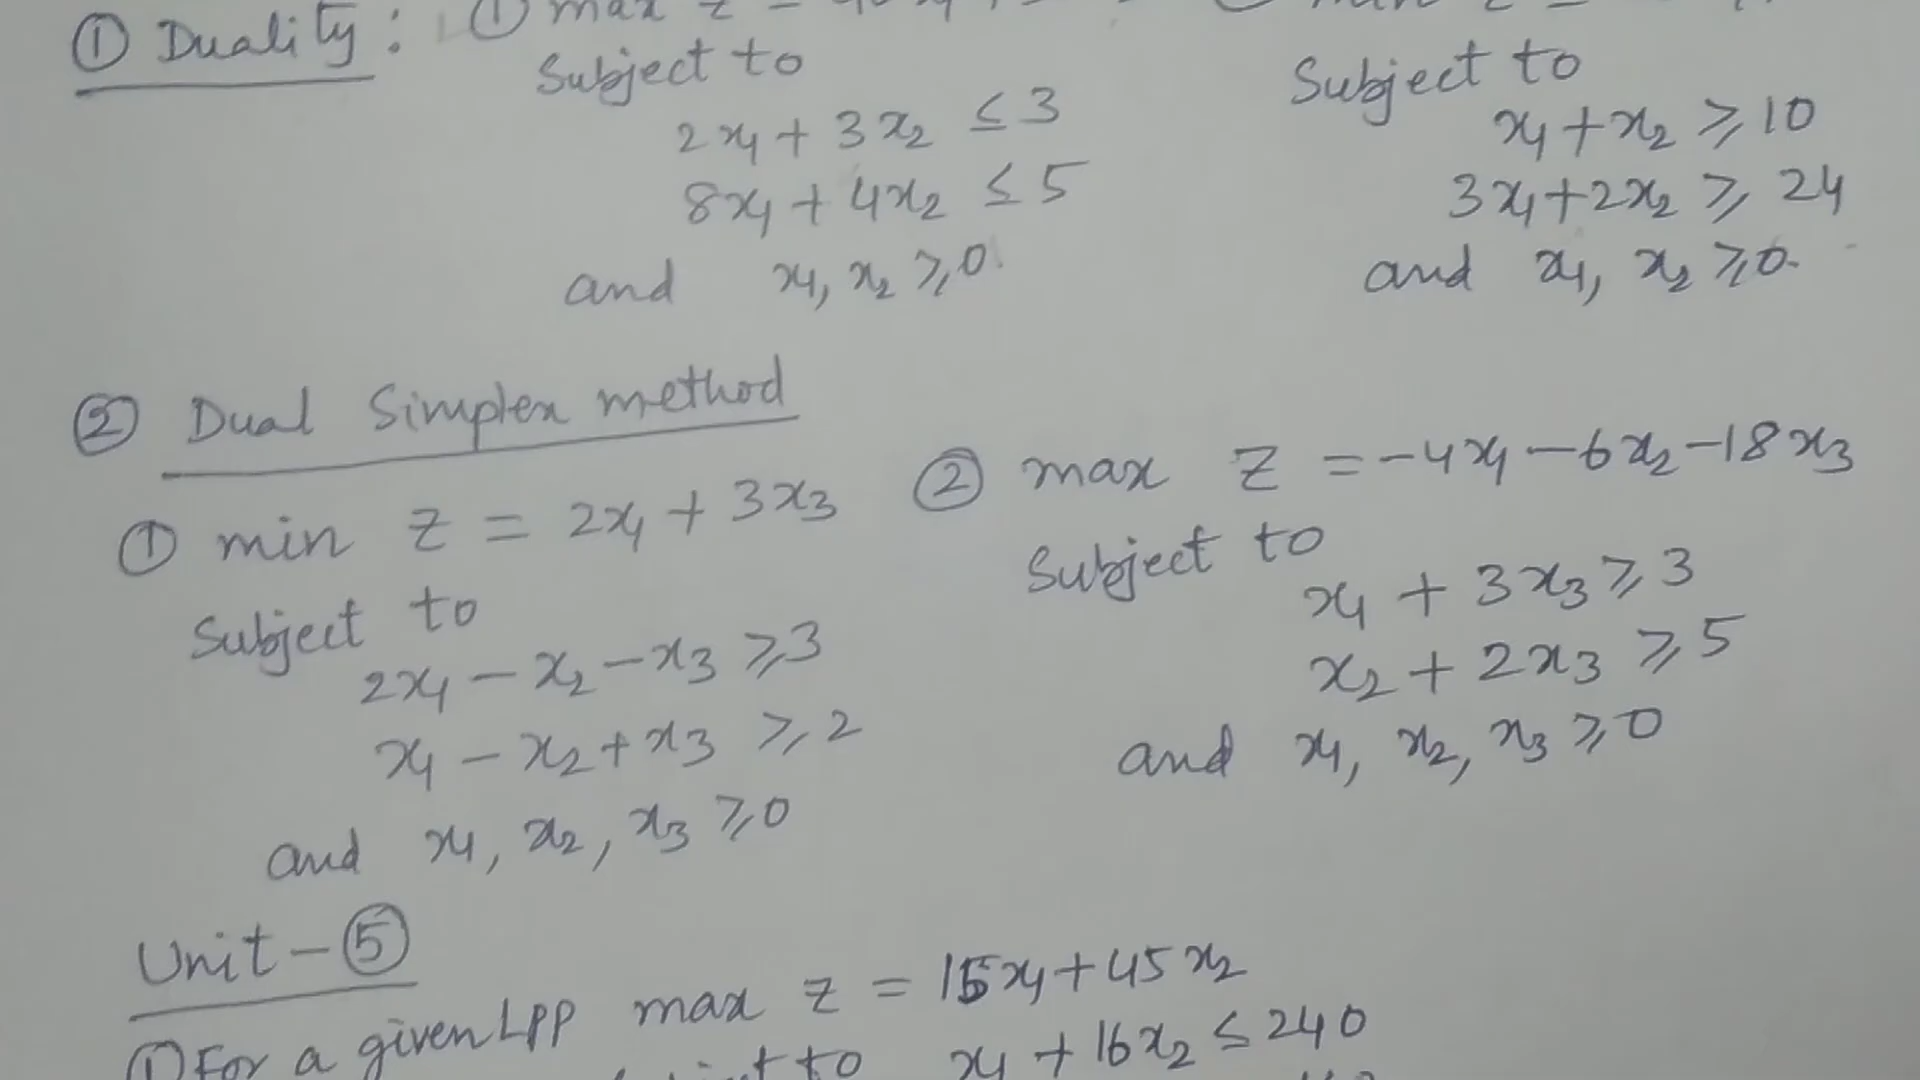 ① Duality : ① max z =
Subject to
2x₁ + 3x₂ ≤ 3
8x₁ + 4x₂ ≤ 5
and x₁, x₂ ≥ 0.
min z =
Subject to
x₁ + x₂ ≥ 10
3x₁ + 2x₂ ≥ 24
and x₁, x₂ ≥ 0.
② Dual Simplex method
① min z = 2x₁ + 3x₃
Subject to
2x₁ - x₂ - x₃ ≥ 3
x₁ - x₂ + x₃ ≥ 2
and x₁, x₂, x₃ ≥ 0
② max z = -4x₁ - 6x₂ - 18x₃
Subject to
x₁ + 3x₃ ≥ 3
x₂ + 2x₃ ≥ 5
and x₁, x₂, x₃ ≥ 0
Unit - ⑤
① For a given LPP max z = 15x₁ + 45x₂
to x₁ + 16x₂ ≤ 240